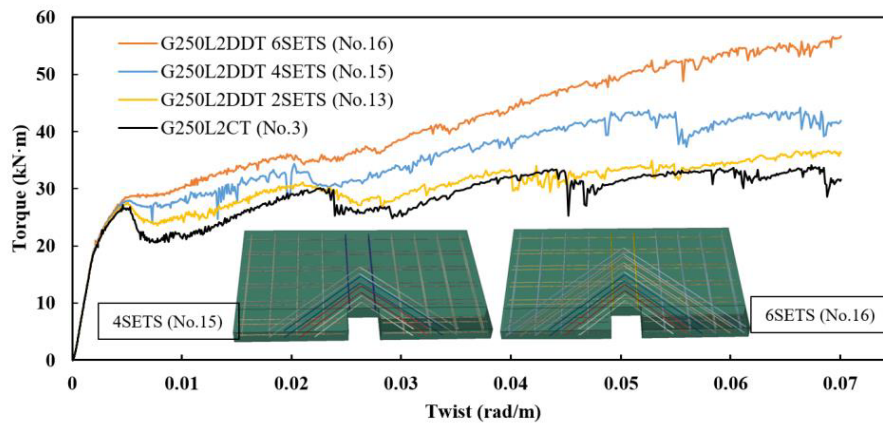 60
50
40
30
20
10
0
Torque (kN·m)
G250L2DDT 6SETS (No.16)
G250L2DDT 4SETS (No.15)
G250L2DDT 2SETS (No.13)
G250L2CT (No.3)
4SETS (No.15)
6SETS (No.16)
0 0.01 0.02 0.03 0.04 0.05 0.06 0.07
Twist (rad/m)